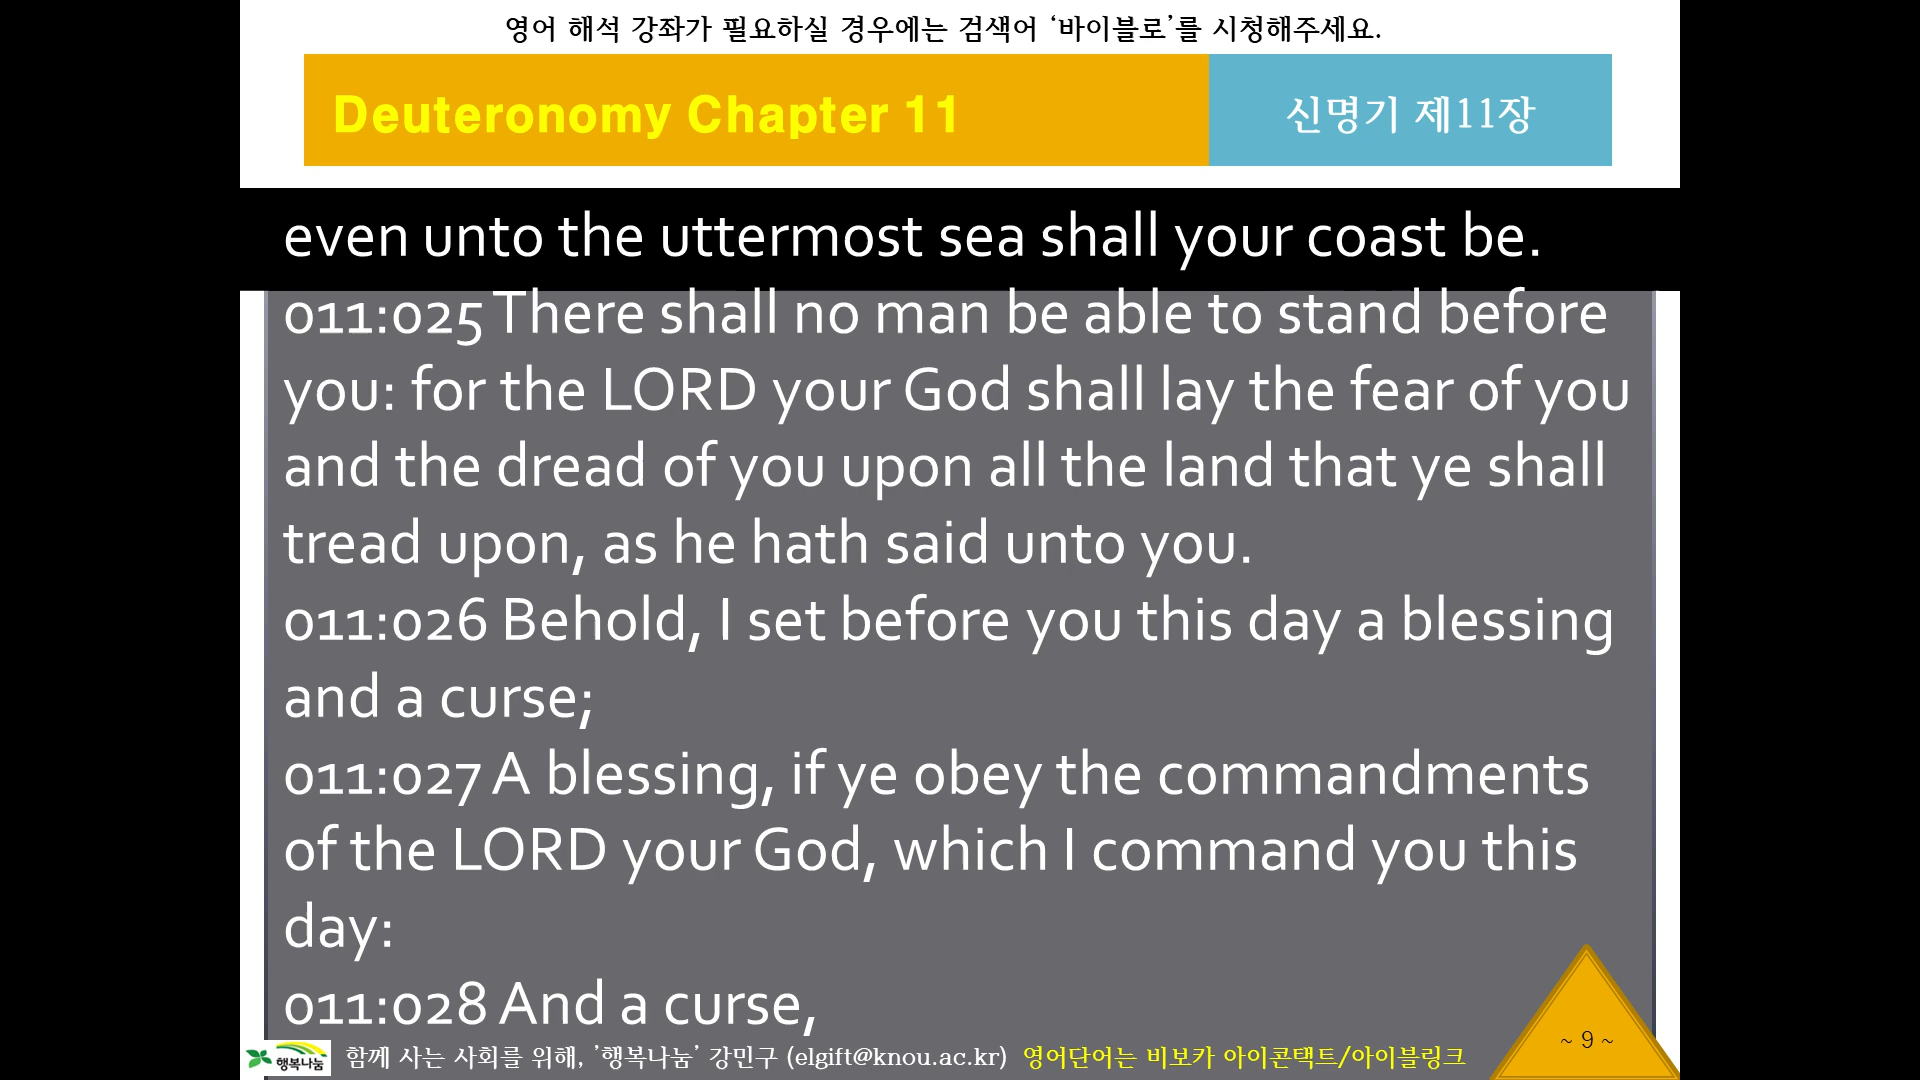 영어 해석 강좌가 필요하실 경우에는 검색어 ‘바이블로’를 시청해주세요.
Deuteronomy Chapter 11
신명기 제11장
even unto the uttermost sea shall your coast be.
011:025 There shall no man be able to stand before
you: for the LORD your God shall lay the fear of you
and the dread of you upon all the land that ye shall
tread upon, as he hath said unto you.
011:026 Behold, I set before you this day a blessing
and a curse;
011:027 A blessing, if ye obey the commandments
of the LORD your God, which I command you this
day:
011:028 And a curse,
~ 9 ~
행복나눔
함께 사는 사회를 위해, ’행복나눔’ 강민구 (elgift@knou.ac.kr) 영어단어는 비보카 아이콘택트/아이블링크